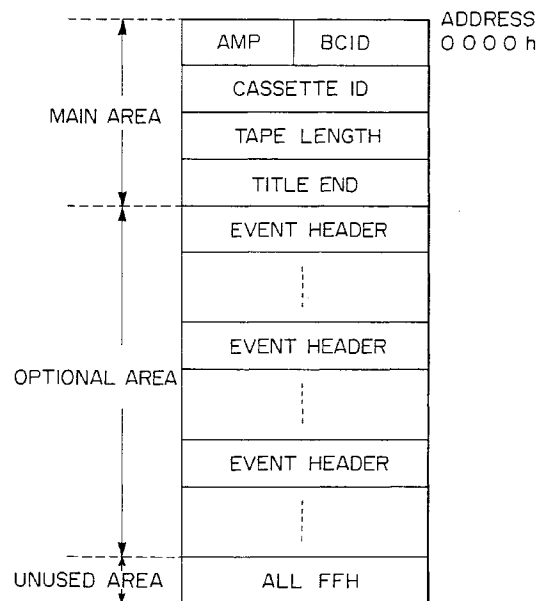 ADDRESS
AMP BCID 0000h
CASSETTE ID
MAIN AREA
TAPE LENGTH
TITLE END
EVENT HEADER
EVENT HEADER
OPTIONAL AREA
EVENT HEADER
UNUSED AREA ALL FFH